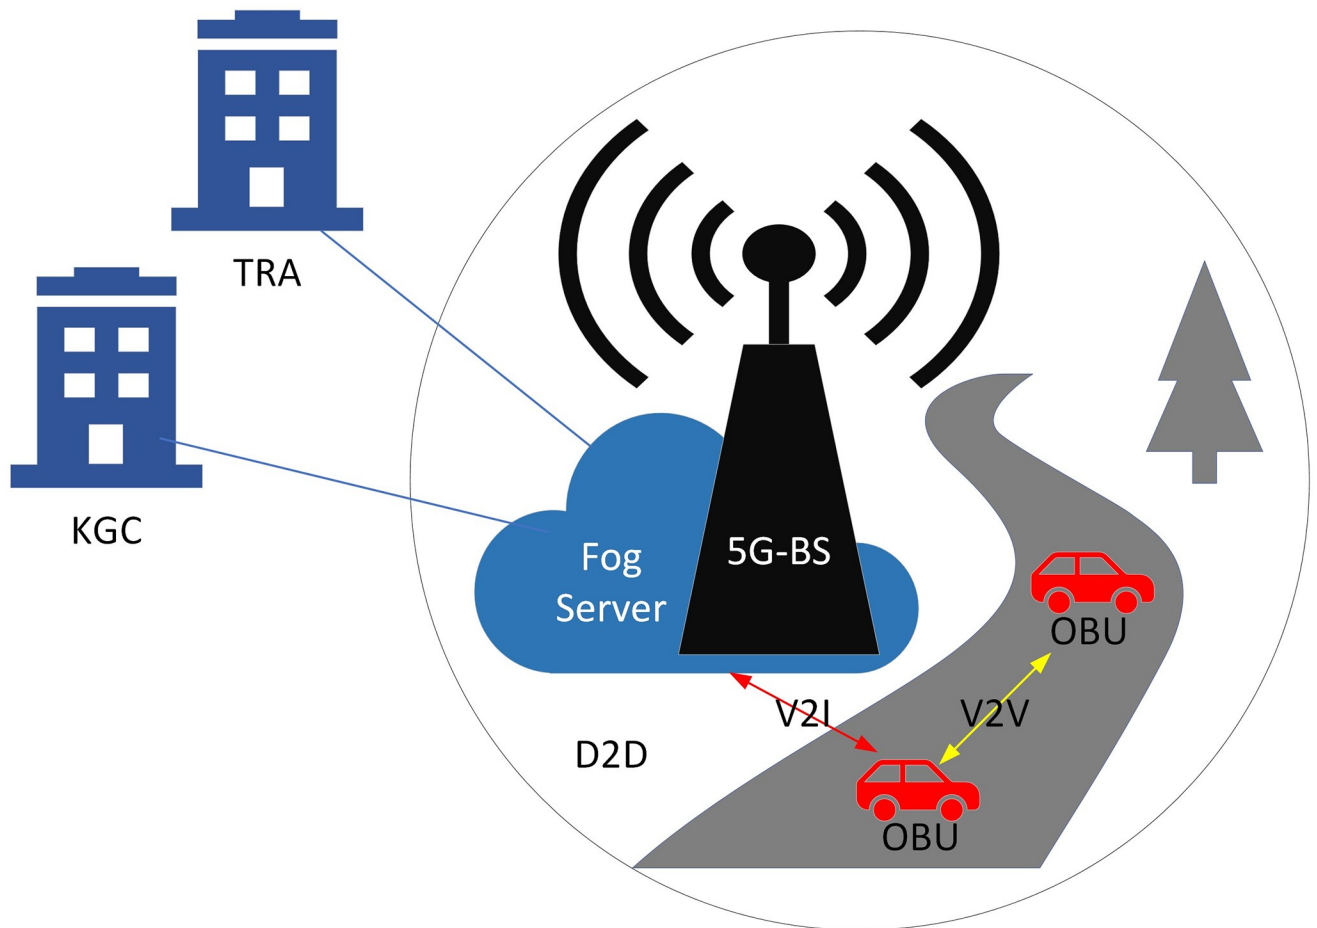 TRA
KGC
5G-BS
Fog
Server
OBU
V2I
V2V
D2D
OBU